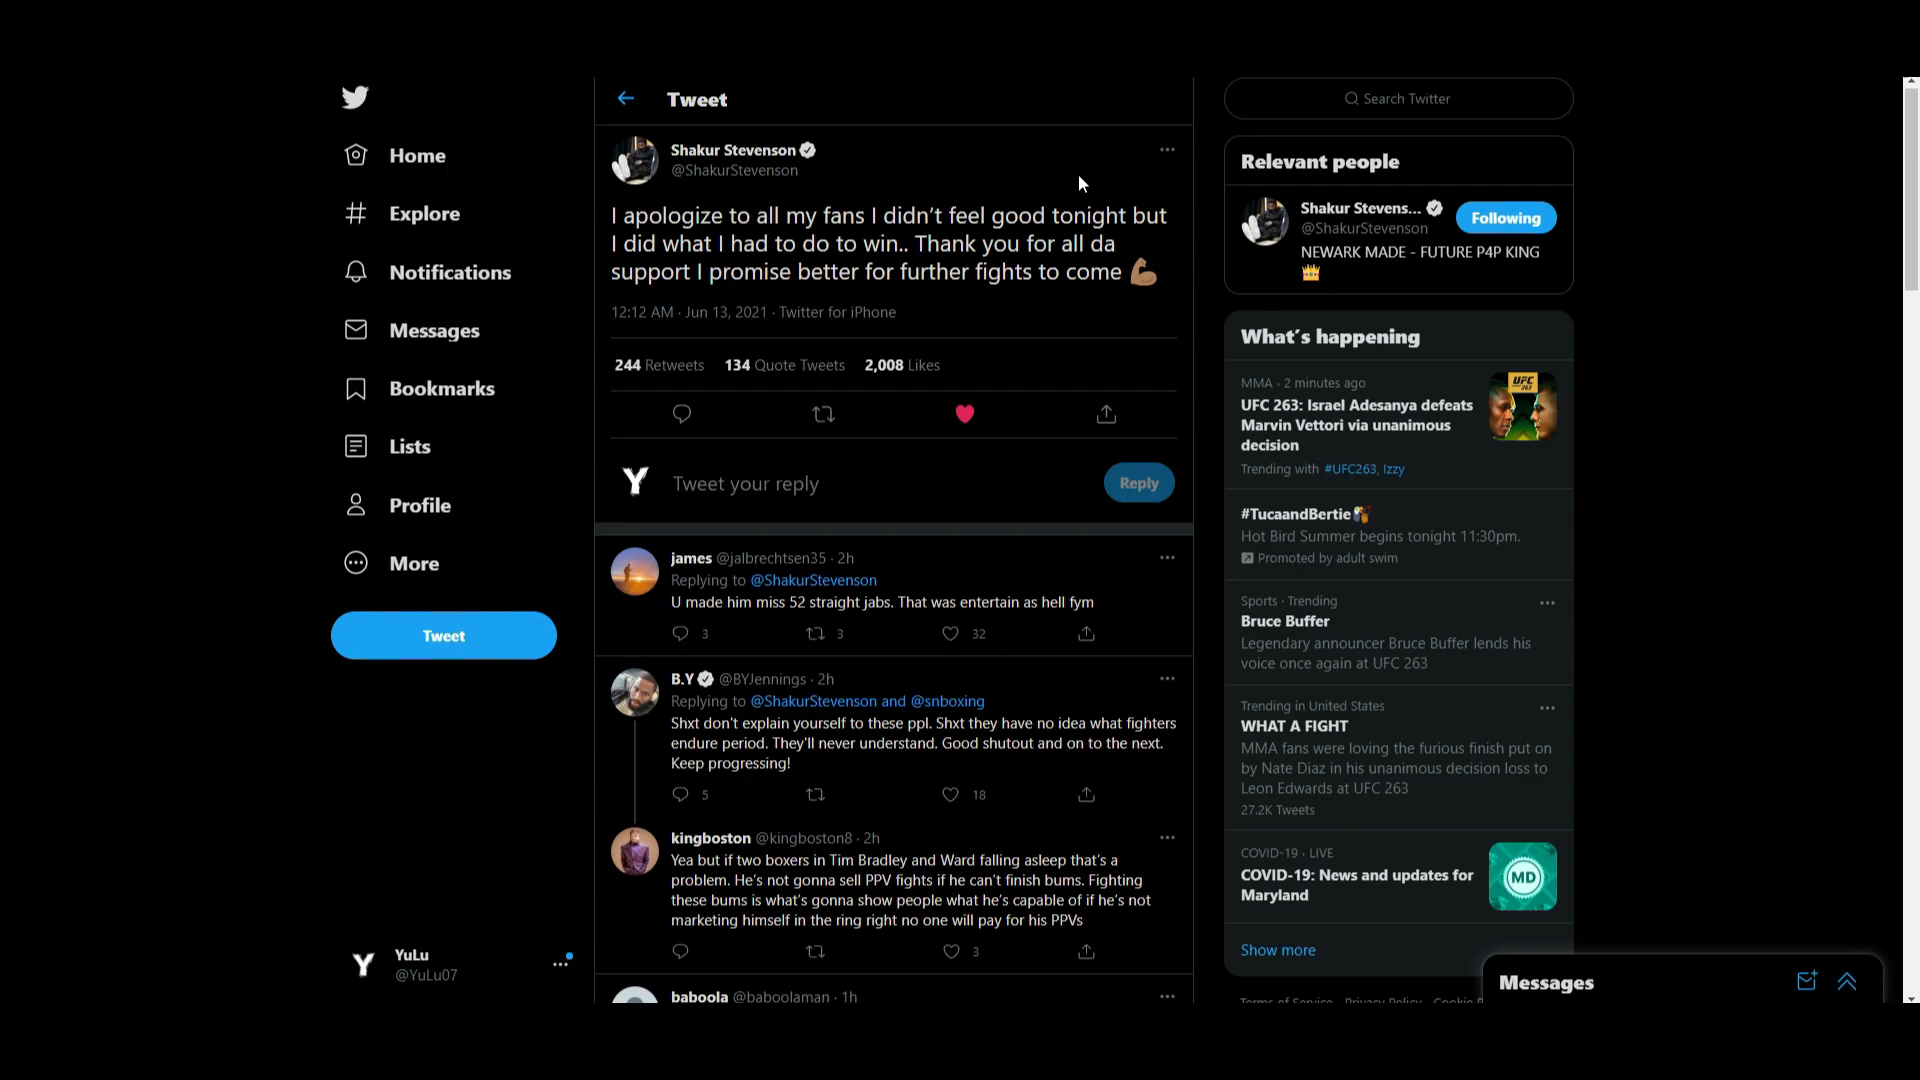 Home
Explore
Notifications
Messages
Bookmarks
Lists
Profile
More
Tweet
YuLu
@YuLu07
Tweet
Shakur Stevenson
@ShakurStevenson
I apologize to all my fans I didn't feel good tonight but
I did what I had to do to win.. Thank you for all da
support I promise better for further fights to come 💪🏽
12:12 AM · Jun 13, 2021 · Twitter for iPhone
244 Retweets 134 Quote Tweets 2,008 Likes
Y Tweet your reply Reply
james @jalbrechtsen35 · 2h
Replying to @ShakurStevenson
U made him miss 52 straight jabs. That was entertain as hell fym
3 3 32
B.Y @BYJennings · 2h
Replying to @ShakurStevenson and @snboxing
Shxt don't explain yourself to these ppl. Shxt they have no idea what fighters
endure period. They'll never understand. Good shutout and on to the next.
Keep progressing!
5 18
kingboston @kingboston8 · 2h
Yea but if two boxers in Tim Bradley and Ward falling asleep that's a
problem. He's not gonna sell PPV fights if he can't finish bums. Fighting
these bums is what's gonna show people what he's capable of if he's not
marketing himself in the ring right no one will pay for his PPVs
3
baboola @baboolaman · 1h
Search Twitter
Relevant people
Shakur Stevens...
@ShakurStevenson
Following
NEWARK MADE - FUTURE P4P KING
👑
What's happening
MMA · 2 minutes ago
UFC 263: Israel Adesanya defeats
Marvin Vettori via unanimous
decision
Trending with #UFC263, Izzy
UFC
263
#TucaandBertie
Hot Bird Summer begins tonight 11:30pm.
Promoted by adult swim
Sports · Trending
Bruce Buffer
Legendary announcer Bruce Buffer lends his
voice once again at UFC 263
Trending in United States
WHAT A FIGHT
MMA fans were loving the furious finish put on
by Nate Diaz in his unanimous decision loss to
Leon Edwards at UFC 263
27.2K Tweets
COVID-19 · LIVE
COVID-19: News and updates for
Maryland
MD
Show more
Terms of Service Privacy Policy Cookie
Messages